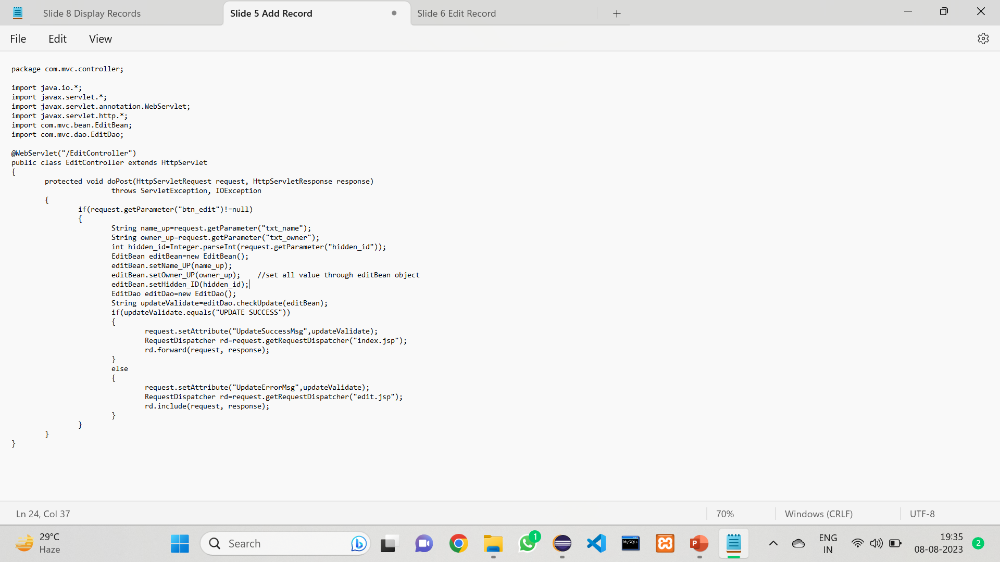 Slide 8 Display Records
Slide 5 Add Record
Slide 6 Edit Record
File Edit View
package com.mvc.controller;
import java.io.*;
import javax.servlet.*;
import javax.servlet.annotation.WebServlet;
import javax.servlet.http.*;
import com.mvc.bean.EditBean;
import com.mvc.dao.EditDao;
@WebServlet("/EditController")
public class EditController extends HttpServlet
{
protected void doPost(HttpServletRequest request, HttpServletResponse response)
throws ServletException, IOException
{
if(request.getParameter("btn_edit")!=null)
{
String name_up=request.getParameter("txt_name");
String owner_up=request.getParameter("txt_owner");
int hidden_id=Integer.parseInt(request.getParameter("hidden_id"));
EditBean editBean=new EditBean();
editBean.setName_UP(name_up);
editBean.setOwner_UP(owner_up); //set all value through editBean object
editBean.setHidden_ID(hidden_id);
EditDao editDao=new EditDao();
String updateValidate=editDao.checkUpdate(editBean);
if(updateValidate.equals("UPDATE SUCCESS"))
{
request.setAttribute("UpdateSuccessMsg",updateValidate);
RequestDispatcher rd=request.getRequestDispatcher("index.jsp");
rd.forward(request, response);
}
else
{
request.setAttribute("UpdateErrorMsg",updateValidate);
RequestDispatcher rd=request.getRequestDispatcher("edit.jsp");
rd.include(request, response);
}
}
}
}
Ln 24, Col 37
70%
Windows (CRLF)
UTF-8
29°C
Haze
Search
1
MySQL>
P
ENG
IN
19:35
08-08-2023
2